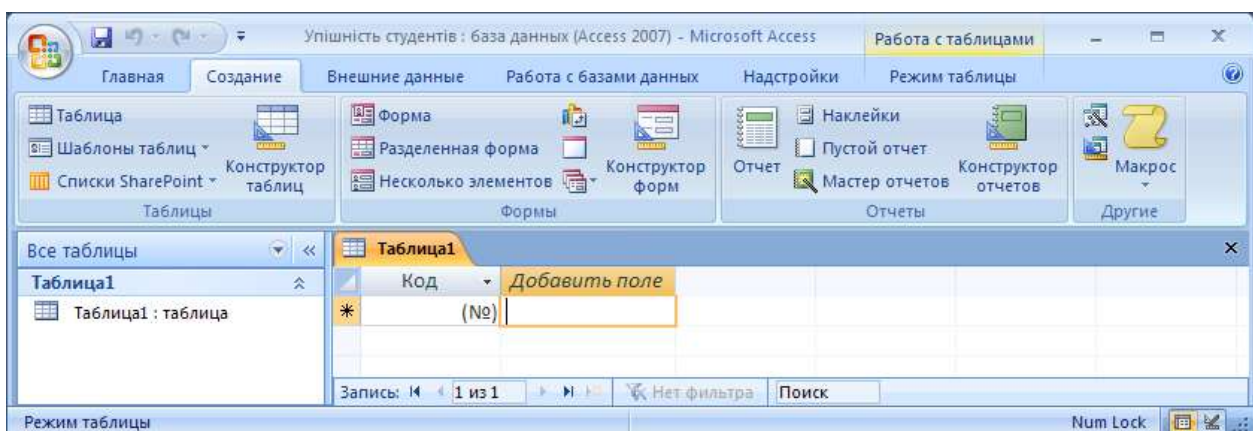 Упішність студентів : база данных (Access 2007) - Microsoft Access
Работа с таблицами
Главная Создание Внешние данные Работа с базами данных Надстройки Режим таблицы
Таблица
Шаблоны таблиц
Списки SharePoint
Конструктор
таблиц
Таблицы
Форма
Разделенная форма
Несколько элементов
Конструктор
форм
Формы
Отчет
Наклейки
Пустой отчет
Мастер отчетов
Конструктор
отчетов
Отчеты
Макрос
Другие
Все таблицы
Таблица1
Таблица1 : таблица
Таблица1
Код Добавить поле
(№)
Запись: 1 из 1 Нет фильтра Поиск
Режим таблицы Num Lock